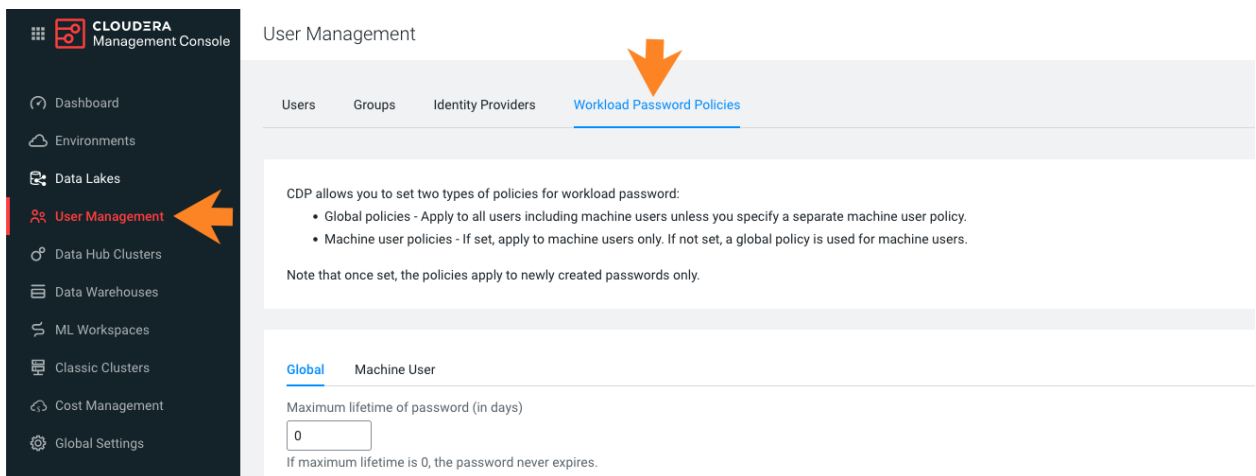 CLOUDERA
Management Console
Dashboard
Environments
Data Lakes
User Management
Data Hub Clusters
Data Warehouses
ML Workspaces
Classic Clusters
Cost Management
Global Settings
User Management
Users Groups Identity Providers Workload Password Policies
CDP allows you to set two types of policies for workload password:
• Global policies - Apply to all users including machine users unless you specify a separate machine user policy.
• Machine user policies - If set, apply to machine users only. If not set, a global policy is used for machine users.
Note that once set, the policies apply to newly created passwords only.
Global Machine User
Maximum lifetime of password (in days)
0
If maximum lifetime is 0, the password never expires.